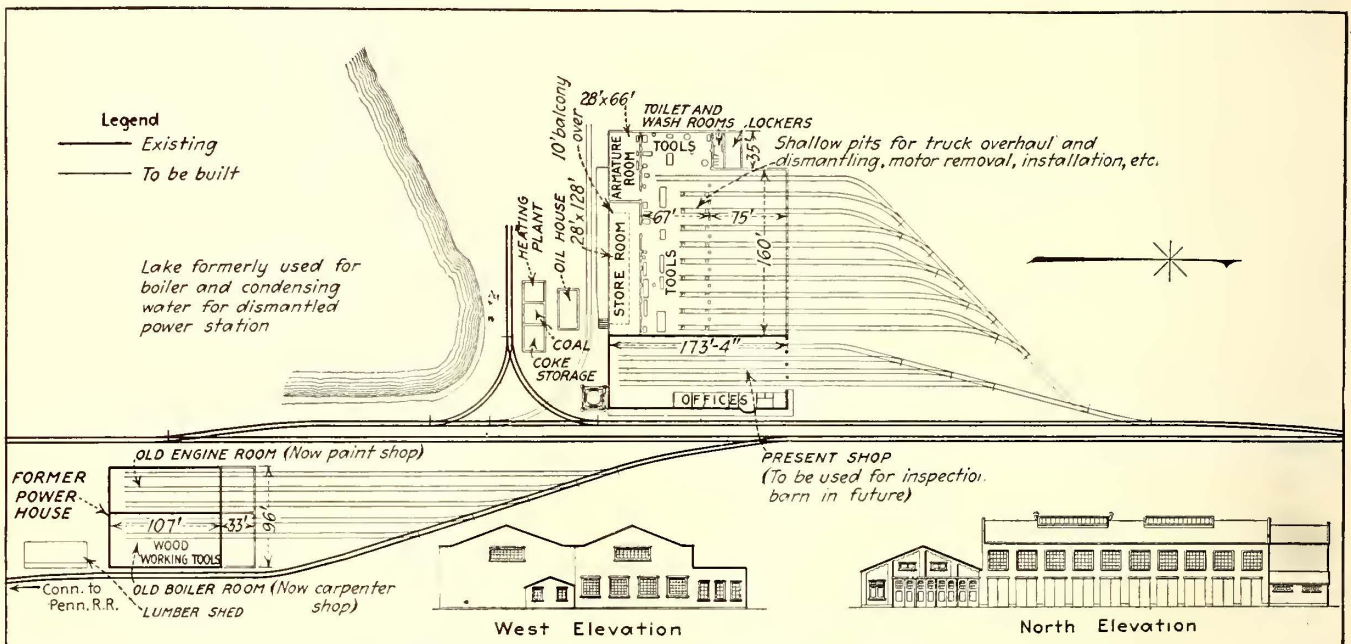 Legend
Existing
To be built
Lake formerly used for
boiler and condensing
water for dismantled
power station
HEATING
PLANT
OIL HOUSE
28'x128'
10' balcony
over
28'x66'
ARMATURE
ROOM
STORE ROOM
TOOLS
TOILET AND
WASH ROOMS
LOCKERS
35'
Shallow pits for truck overhaul and
dismantling, motor removal, installation, etc.
67'
75'
160'
TOOLS
COAL
COKE
STORAGE
173'-4"
OFFICES
OLD ENGINE ROOM (Now paint shop)
FORMER
POWER
HOUSE
107'
33'
96'
WOOD
WORKING TOOLS
Conn. to
Penn. R.R.
OLD BOILER ROOM (Now carpenter
shop)
LUMBER SHED
PRESENT SHOP
(To be used for inspection
barn in future)
West Elevation
North Elevation